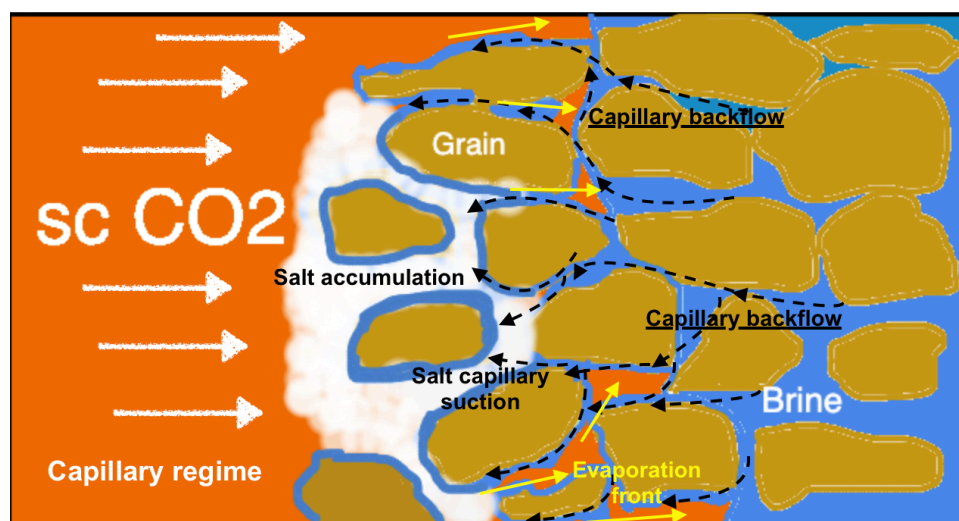 Capillary backflow
Grain
sc CO2
Salt accumulation
Capillary backflow
Salt capillary
suction
Brine
Capillary regime
Evaporation
front